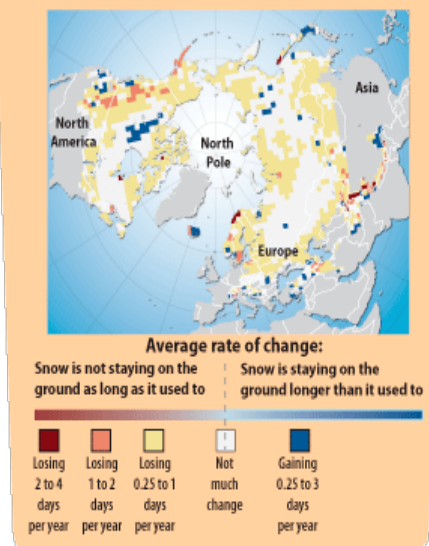 Asia
North
America
North
Pole
Europe
Average rate of change:
Snow is not staying on the
ground as long as it used to
Snow is staying on the
ground longer than it used to
Losing
2 to 4
days
per year
Losing
1 to 2
days
per year
Losing
0.25 to 1
days
per year
Not
much
change
Gaining
0.25 to 3
days
per year